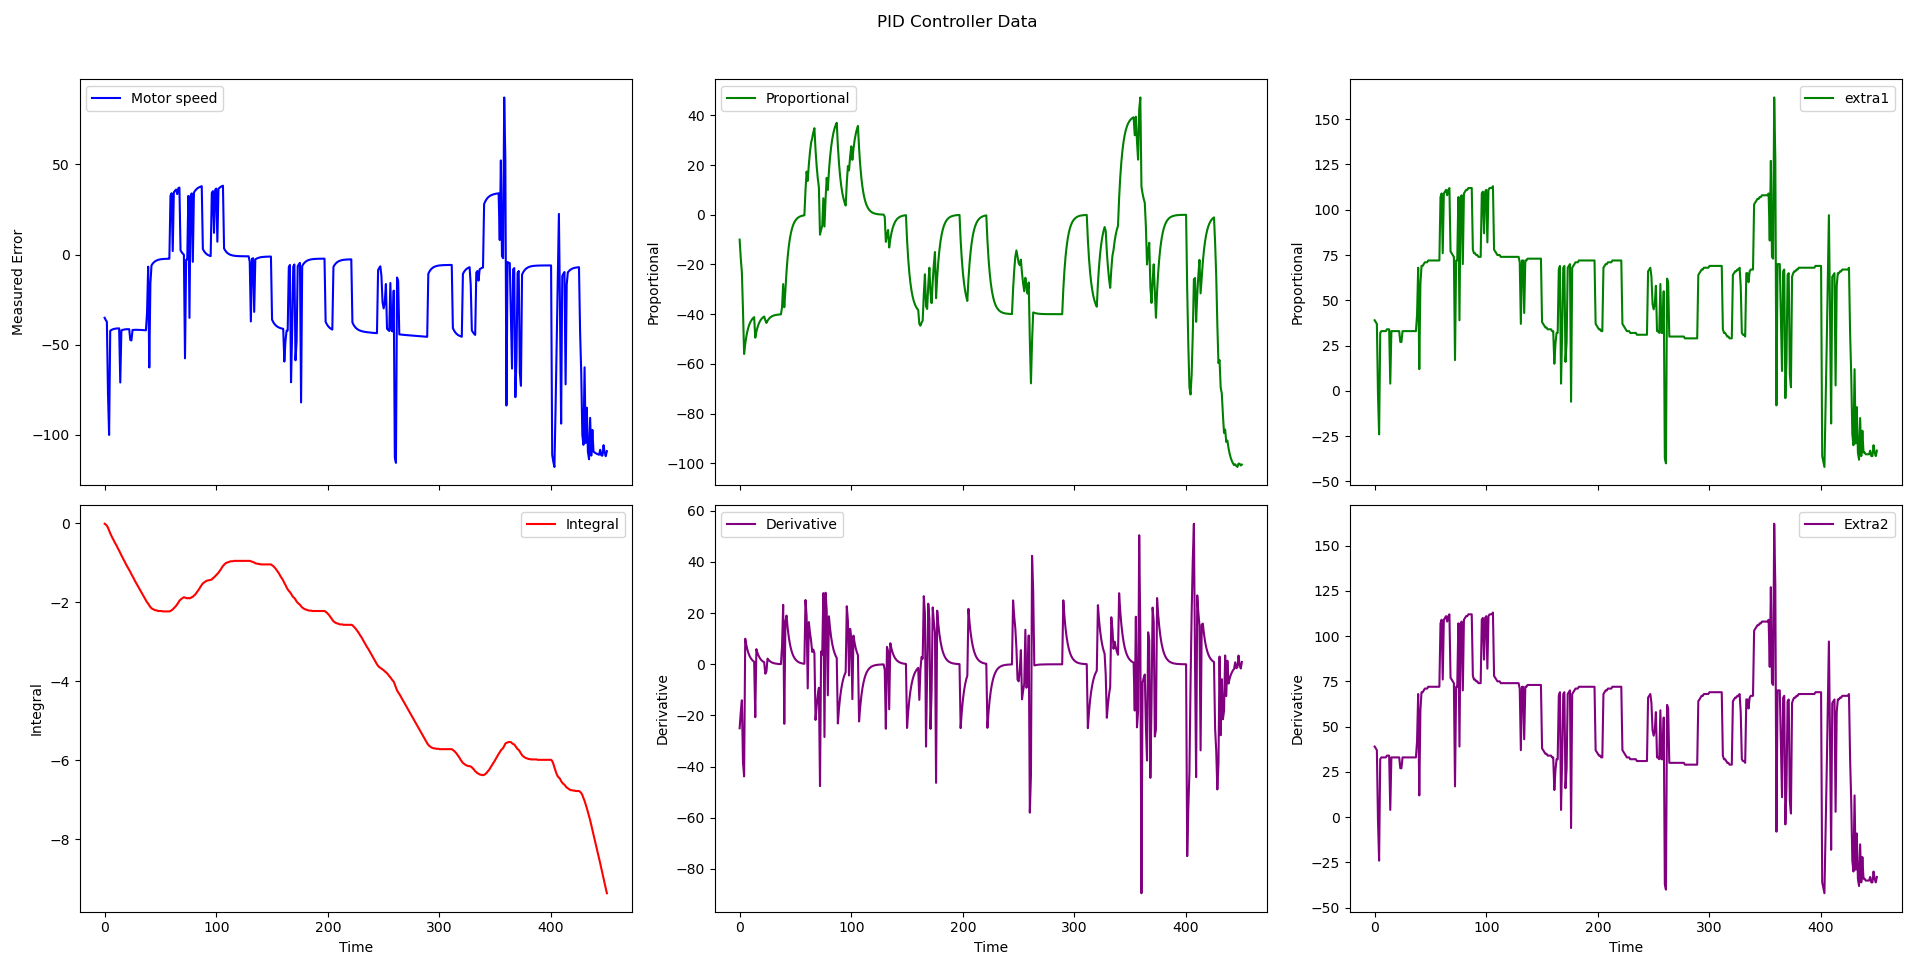 PID Controller Data
Motor speed
Measured Error
50
0
−50
−100
Proportional
Proportional
40
20
0
−20
−40
−60
−80
−100
extra1
Proportional
150
125
100
75
50
25
0
−25
−50
Integral
Integral
0
−2
−4
−6
−8
0 100 200 300 400
Time
Derivative
Derivative
60
40
20
0
−20
−40
−60
−80
0 100 200 300 400
Time
Extra2
Derivative
150
125
100
75
50
25
0
−25
−50
0 100 200 300 400
Time